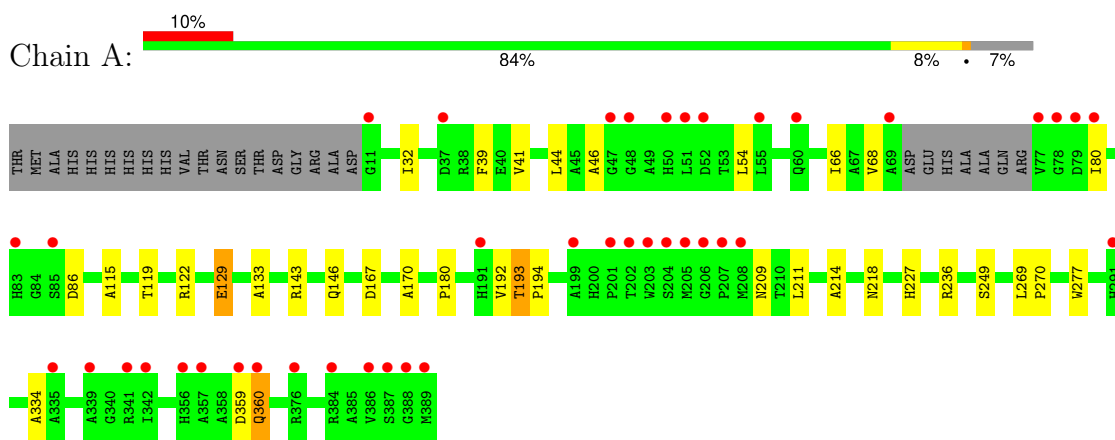 10%
Chain A:
84% 8% • 7%
THR MET ALA HIS HIS HIS HIS HIS HIS VAL THR ASN SER THR ASP GLY ARG ALA ASP G11 I32 D37 R38 F39 E40 V41 L44 A45 A46 G47 G48 A49 H50 L51 D52 T53 L54 L55 Q60 I66 A67 V68 A69 ASP GLU HIS ALA ALA GLN ARG V77 G78 D79 I80
H83 G84 S85 D86 A115 T119 R122 E129 A133 R143 Q146 D167 A170 P180 H191 V192 T193 P194 A199 H200 P201 T202 W203 S204 M205 G206 P207 M208 N209 T210 L211 A214 N218 H227 R236 S249 L269 P270 W277 H291
A334 A335 A339 G340 R341 I342 H356 A357 A358 D359 Q360 R376 R384 A385 V386 S387 G388 M389